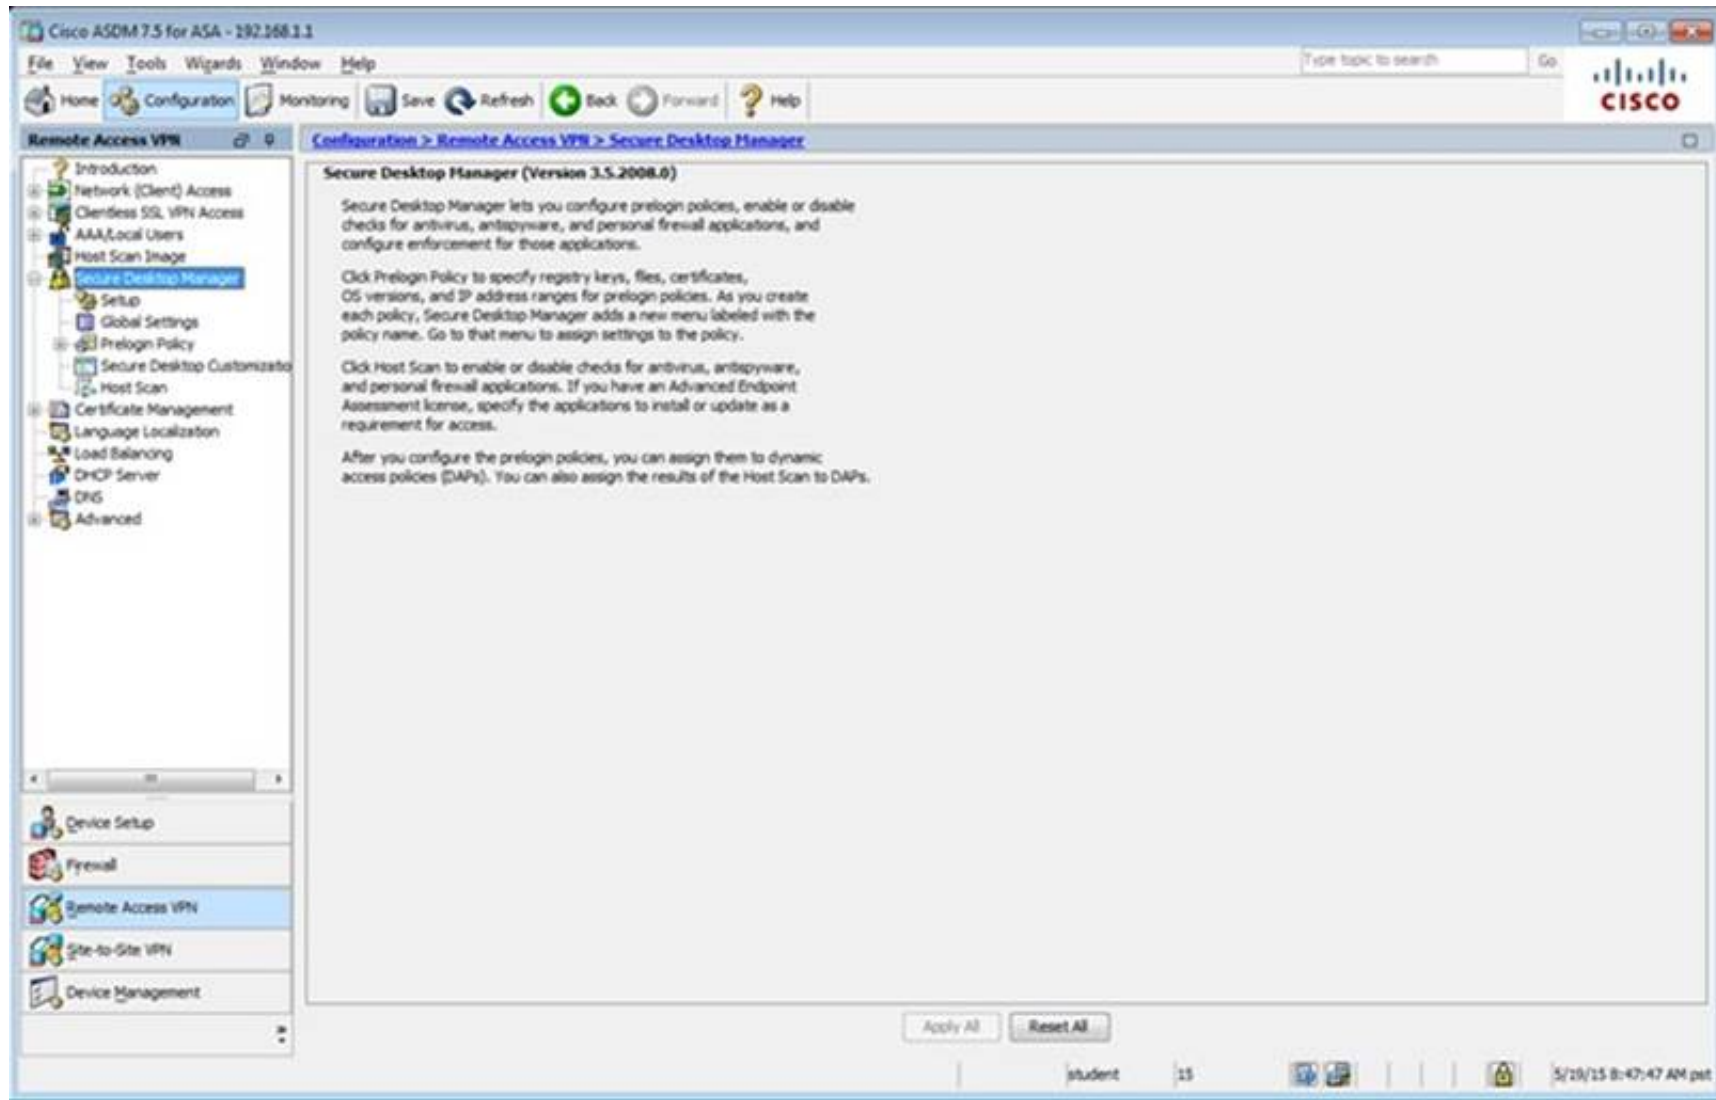 Cisco ASDM 7.5 for ASA - 192.168.1.1
File View Tools Wizards Window Help
Type topic to search Go
Home Configuration Monitoring Save Refresh Back Forward Help
CISCO
Remote Access VPN
Configuration > Remote Access VPN > Secure Desktop Manager
Introduction
Network (Client) Access
Clientless SSL VPN Access
AAA/Local Users
Host Scan Image
Secure Desktop Manager
Setup
Global Settings
Prelogin Policy
Secure Desktop Customizatio
Host Scan
Certificate Management
Language Localization
Load Balancing
DHCP Server
DNS
Advanced
Secure Desktop Manager (Version 3.5.2008.0)
Secure Desktop Manager lets you configure prelogin policies, enable or disable
checks for antivirus, antispyware, and personal firewall applications, and
configure enforcement for those applications.
Click Prelogin Policy to specify registry keys, files, certificates,
OS versions, and IP address ranges for prelogin policies. As you create
each policy, Secure Desktop Manager adds a new menu labeled with the
policy name. Go to that menu to assign settings to the policy.
Click Host Scan to enable or disable checks for antivirus, antispyware,
and personal firewall applications. If you have an Advanced Endpoint
Assessment license, specify the applications to install or update as a
requirement for access.
After you configure the prelogin policies, you can assign them to dynamic
access policies (DAPs). You can also assign the results of the Host Scan to DAPs.
Device Setup
Firewall
Remote Access VPN
Site-to-Site VPN
Device Management
Apply All Reset All
student 15 5/19/15 8:47:47 AM pst